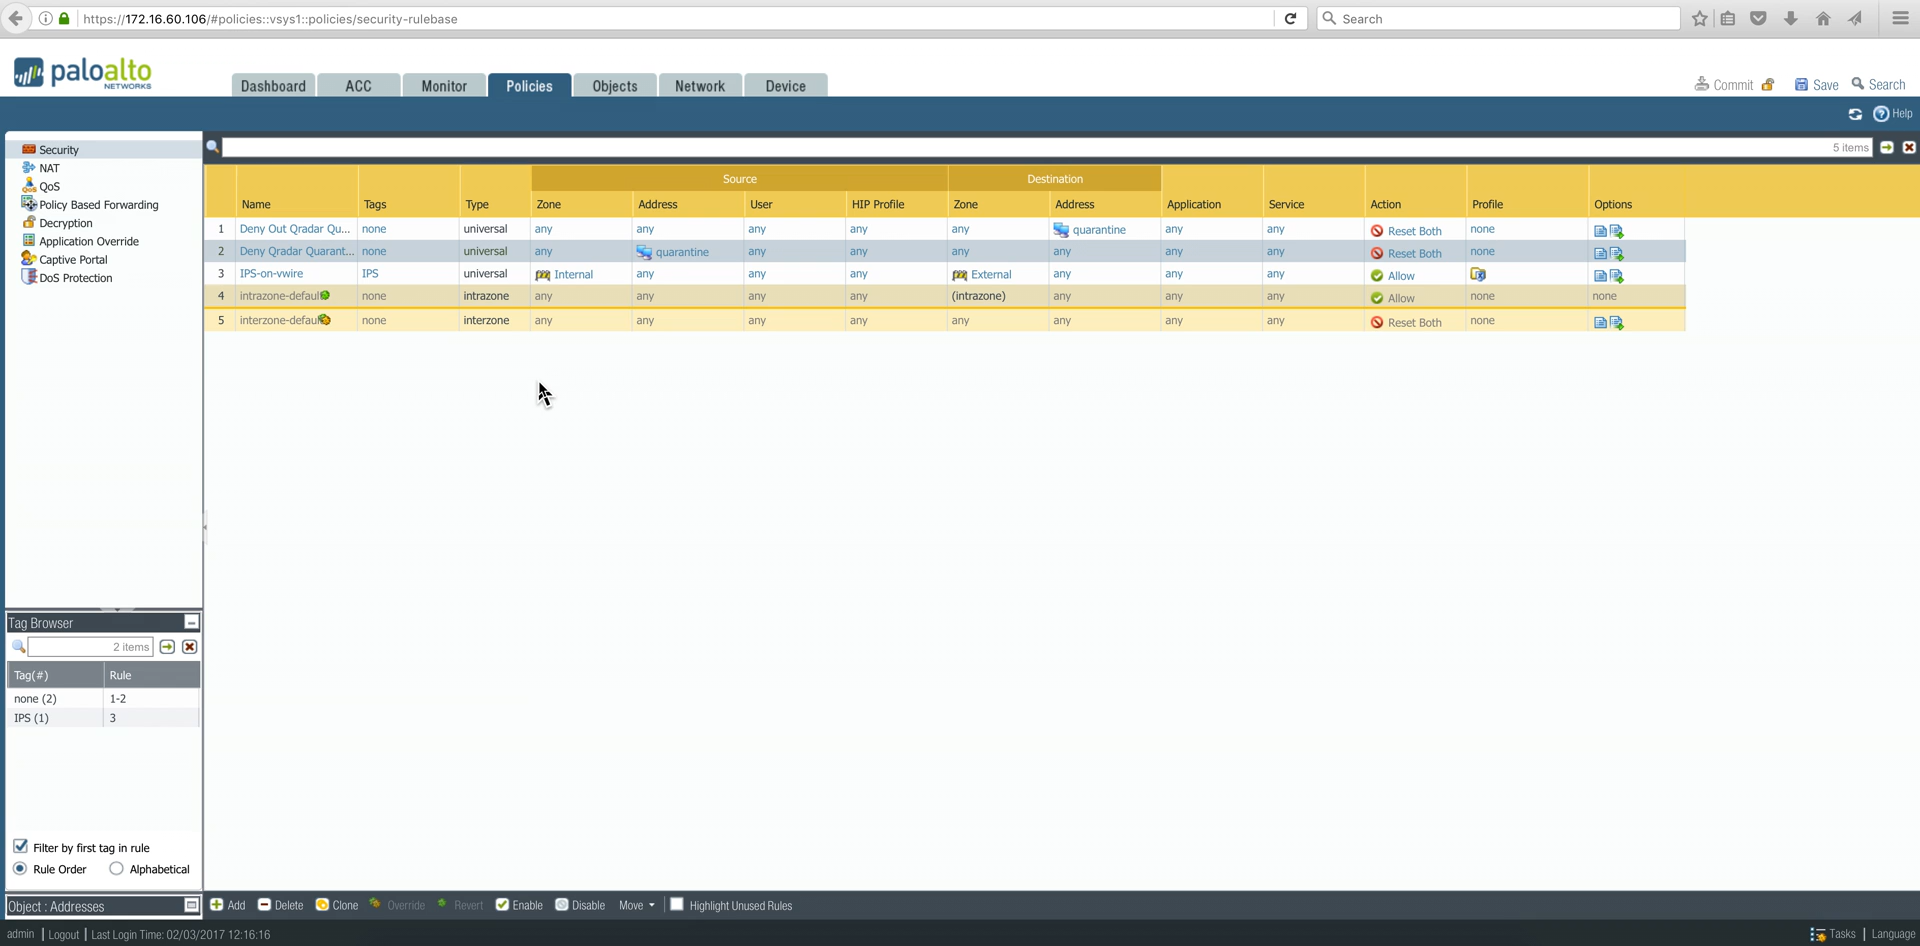 https://172.16.60.106/#policies::vsys1::policies/security-rulebase
Search
paloalto
NETWORKS
Dashboard ACC Monitor Policies Objects Network Device
Commit Save Search
Help
Security
NAT
QoS
Policy Based Forwarding
Decryption
Application Override
Captive Portal
DoS Protection
5 items
Source Destination
Name Tags Type Zone Address User HIP Profile Zone Address Application Service Action Profile Options
1 Deny Out Qradar Qu... none universal any any any any any quarantine any any Reset Both none
2 Deny Qradar Quarant... none universal any quarantine any any any any any any Reset Both none
3 IPS-on-vwire IPS universal Internal any any any External any any any Allow
4 intrazone-default none intrazone any any any any (intrazone) any any any Allow none none
5 interzone-default none interzone any any any any any any any any Reset Both none
Tag Browser
2 items
Tag(#) Rule
none (2) 1-2
IPS (1) 3
Filter by first tag in rule
Rule Order Alphabetical
Object : Addresses
Add Delete Clone Override Revert Enable Disable Move Highlight Unused Rules
admin | Logout | Last Login Time: 02/03/2017 12:16:16
Tasks | Language